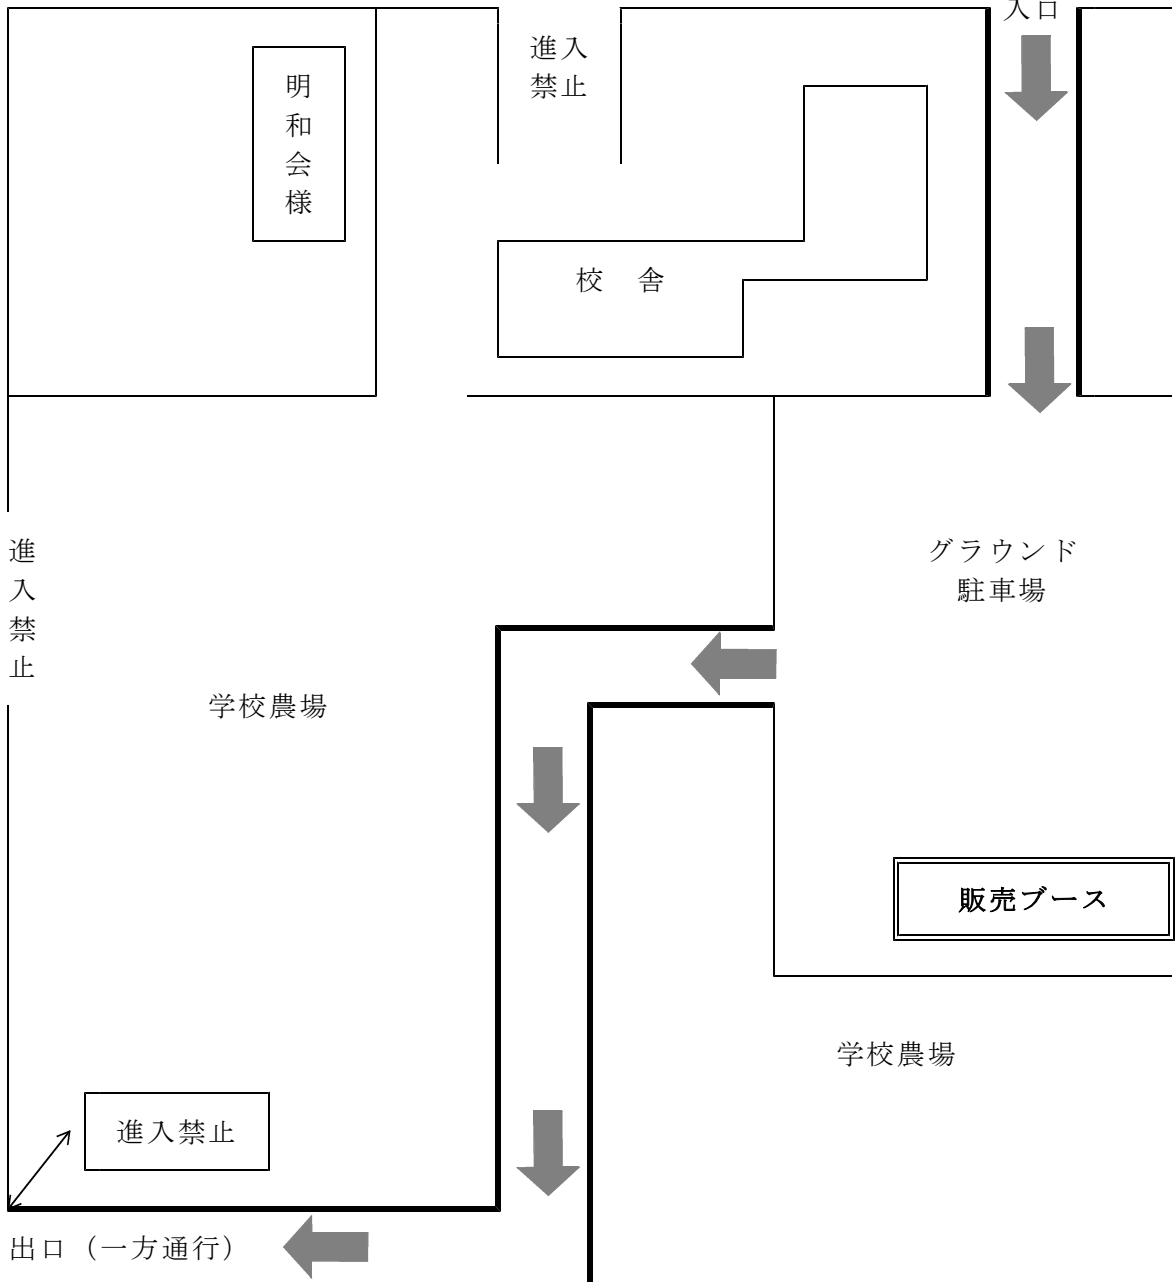 入口
進入
禁止
明和会様
校　舎
グラウンド
駐車場
進入禁止
学校農場
販売ブース
学校農場
進入禁止
出口（一方通行）